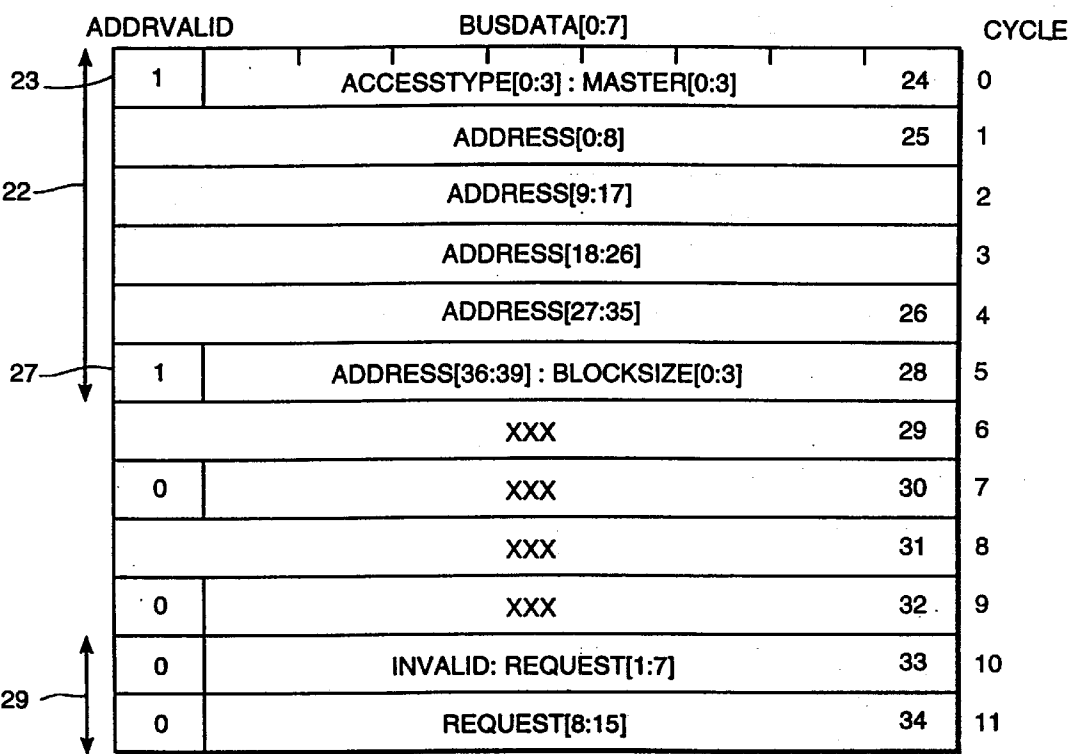 ADDRVALID BUSDATA[0:7] CYCLE
23 1 ACCESSTYPE[0:3] : MASTER[0:3] 24 0
ADDRESS[0:8] 25 1
22 ADDRESS[9:17] 2
ADDRESS[18:26] 3
ADDRESS[27:35] 26 4
27 1 ADDRESS[36:39] : BLOCKSIZE[0:3] 28 5
XXX 29 6
0 XXX 30 7
XXX 31 8
0 XXX 32 9
0 INVALID: REQUEST[1:7] 33 10
29
0 REQUEST[8:15] 34 11